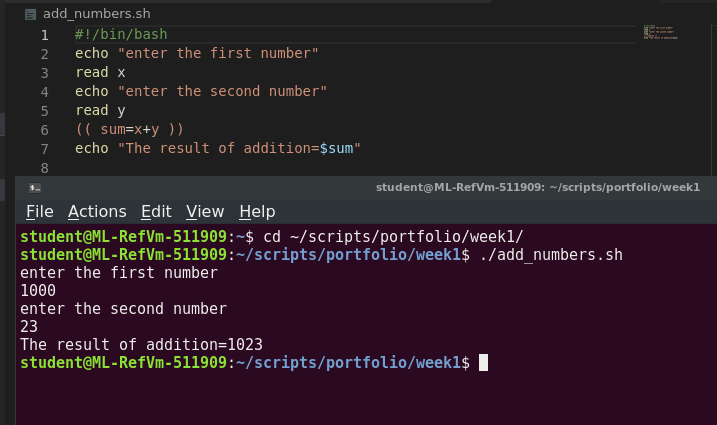 add_numbers.sh
1 #!/bin/bash
2 echo "enter the first number"
3 read x
4 echo "enter the second number"
5 read y
6 (( sum=x+y ))
7 echo "The result of addition=$sum"
8
student@ML-RefVm-511909: ~/scripts/portfolio/week1
File Actions Edit View Help
student@ML-RefVm-511909:~$ cd ~/scripts/portfolio/week1/
student@ML-RefVm-511909:~/scripts/portfolio/week1$ ./add_numbers.sh
enter the first number
1000
enter the second number
23
The result of addition=1023
student@ML-RefVm-511909:~/scripts/portfolio/week1$